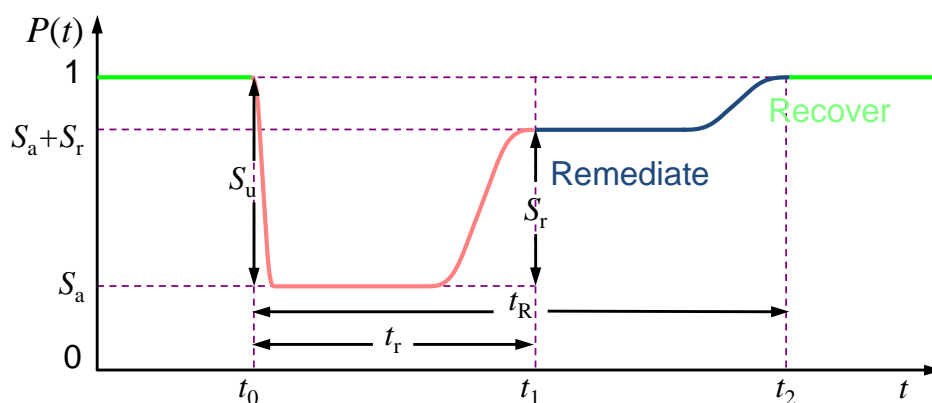 P(t)
1
Recover
Sa+Sr
Remediate
Su
Sr
Sa
tR
tr
0
t0
t1
t2
t